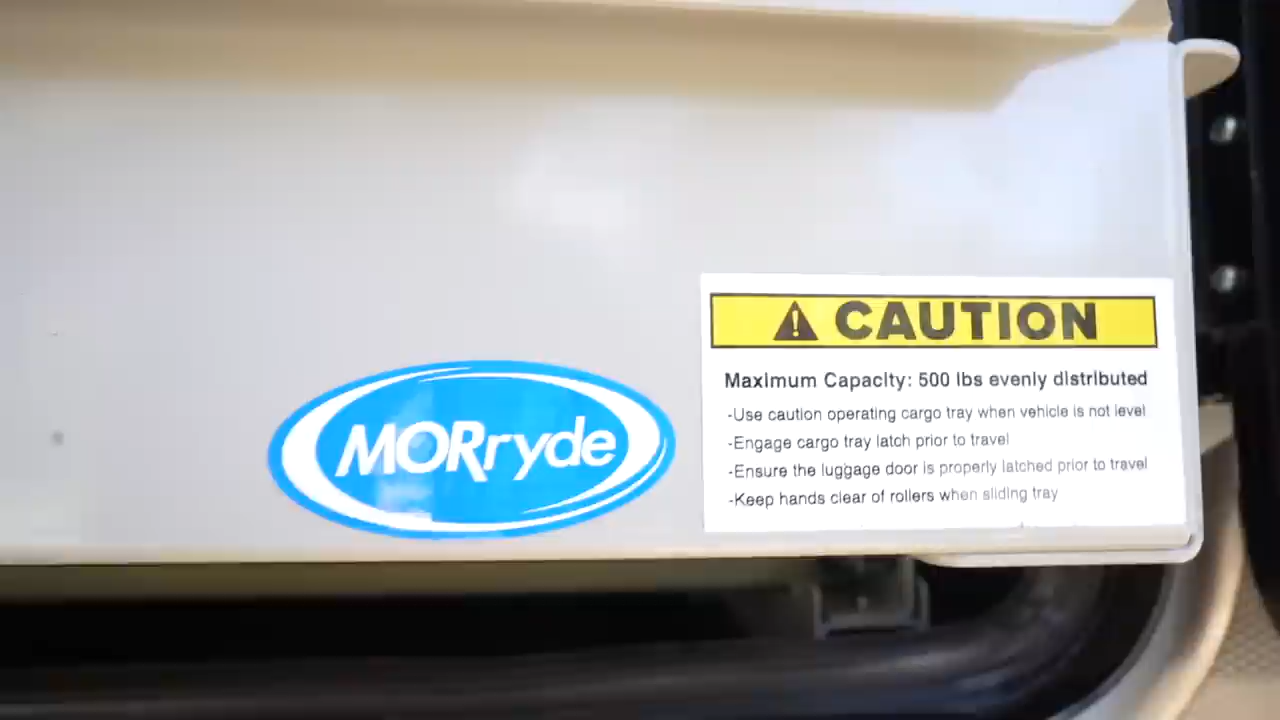 MORryde
CAUTION
Maximum Capacity: 500 lbs evenly distributed
-Use caution operating cargo tray when vehicle is not level
-Engage cargo tray latch prior to travel
-Ensure the luggage door is properly latched prior to travel
-Keep hands clear of rollers when sliding tray